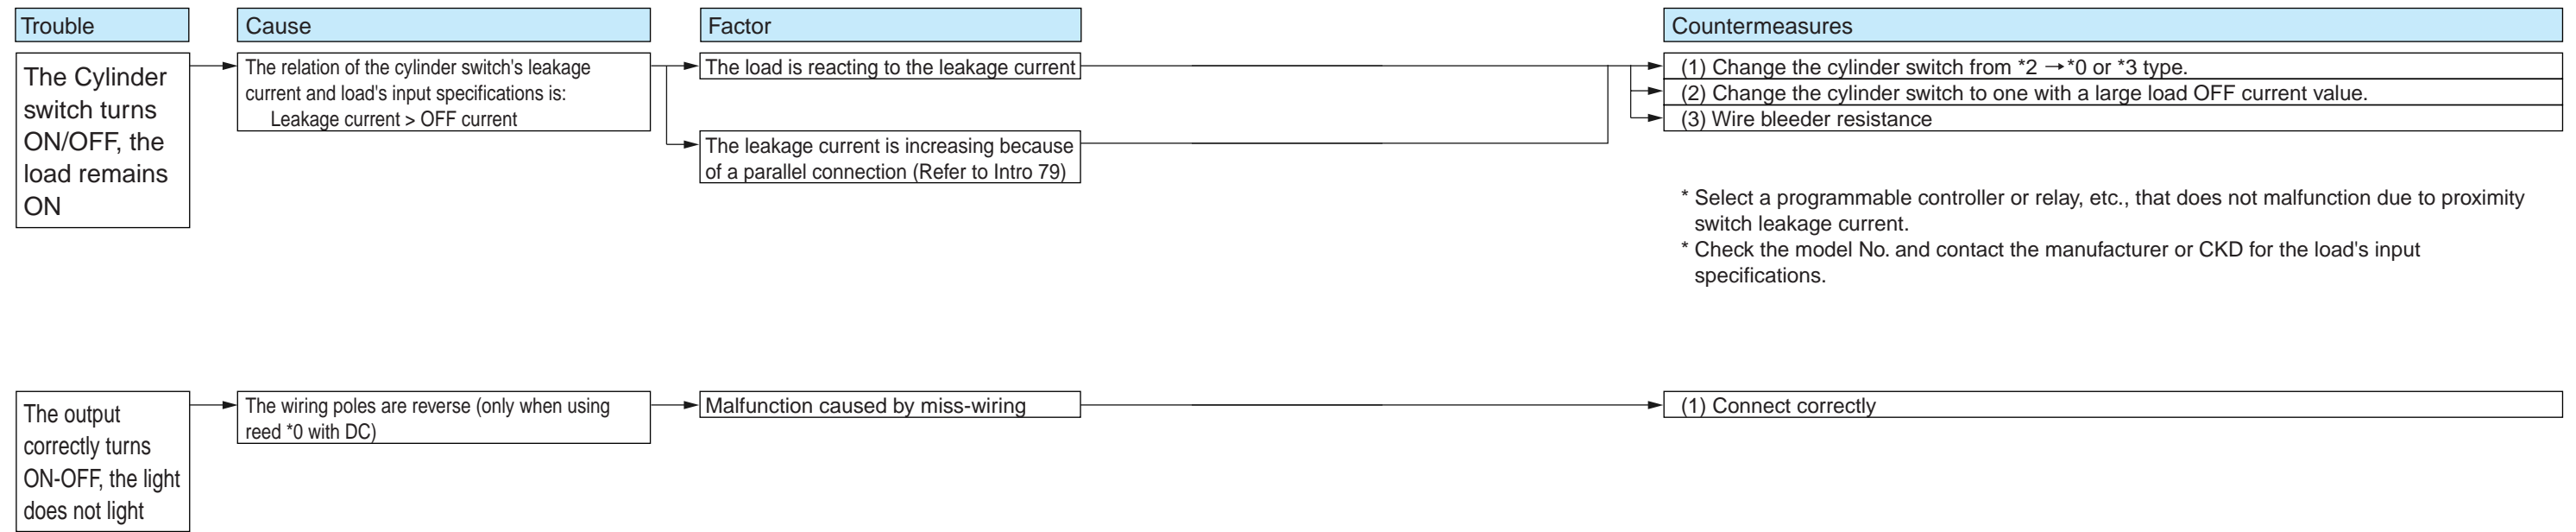 Trouble
Cause
Factor
Countermeasures
The Cylinder
switch turns
ON/OFF, the
load remains
ON
The relation of the cylinder switch's leakage
current and load's input specifications is:
Leakage current > OFF current
The load is reacting to the leakage current
The leakage current is increasing because
of a parallel connection (Refer to Intro 79)
(1) Change the cylinder switch from *2 →*0 or *3 type.
(2) Change the cylinder switch to one with a large load OFF current value.
(3) Wire bleeder resistance
* Select a programmable controller or relay, etc., that does not malfunction due to proximity
switch leakage current.
* Check the model No. and contact the manufacturer or CKD for the load's input
specifications.
The output
correctly turns
ON-OFF, the light
does not light
The wiring poles are reverse (only when using
reed *0 with DC)
Malfunction caused by miss-wiring
(1) Connect correctly